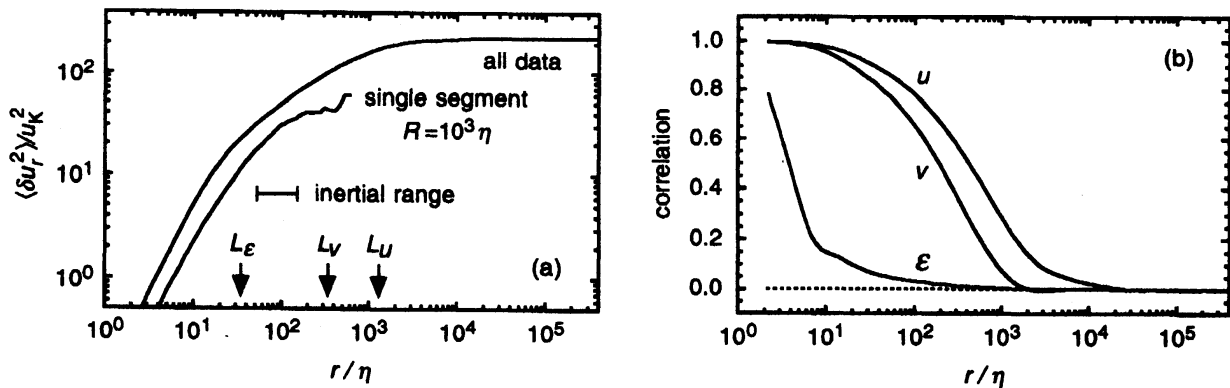 ⟨δu_r²⟩/u_K²
10²
10¹
10⁰
all data
single segment
R = 10³ η
inertial range
L_ε L_v L_u
(a)
10⁰ 10¹ 10² 10³ 10⁴ 10⁵
r / η
correlation
1.0
0.8
0.6
0.4
0.2
0.0
(b)
u
v
ε
10⁰ 10¹ 10² 10³ 10⁴ 10⁵
r / η